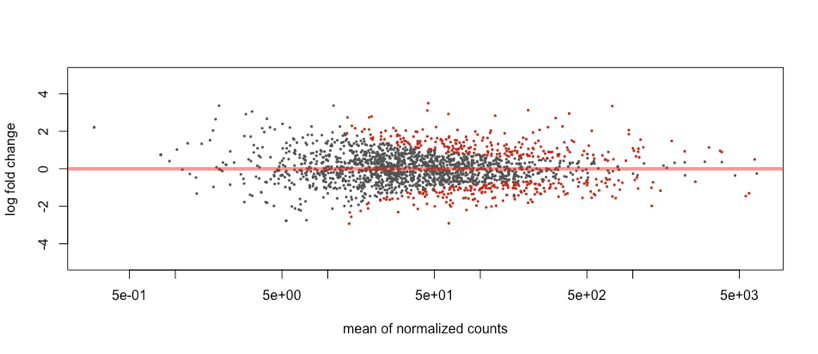 log fold change
4
2
0
-2
-4
5e-01
5e+00
5e+01
5e+02
5e+03
mean of normalized counts